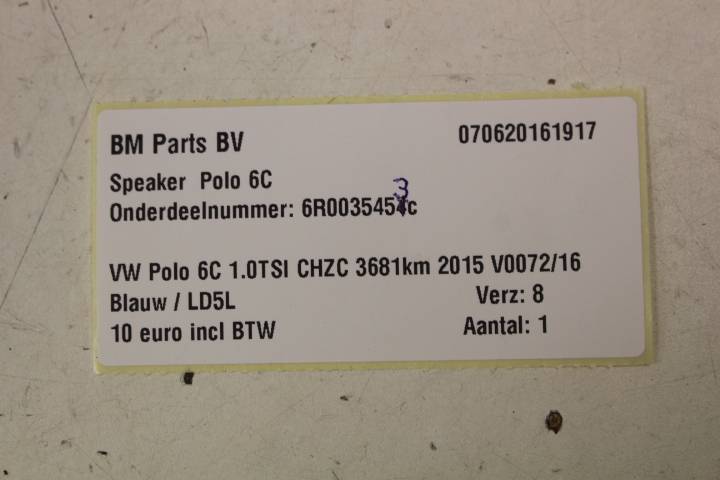 BM Parts BV 070620161917
Speaker Polo 6C
3
Onderdeelnummer: 6R0035454c
VW Polo 6C 1.0TSI CHZC 3681km 2015 V0072/16
Blauw / LD5L Verz: 8
10 euro incl BTW Aantal: 1